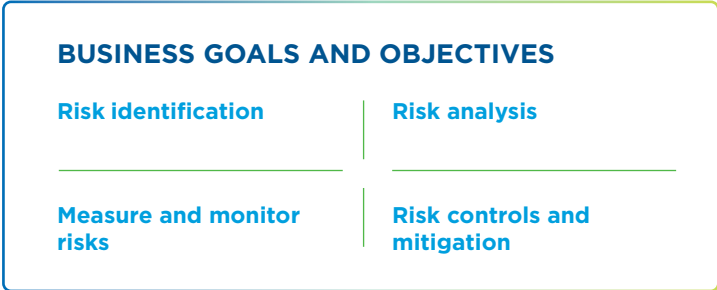 BUSINESS GOALS AND OBJECTIVES
Risk identification
Risk analysis
Measure and monitor
risks
Risk controls and
mitigation